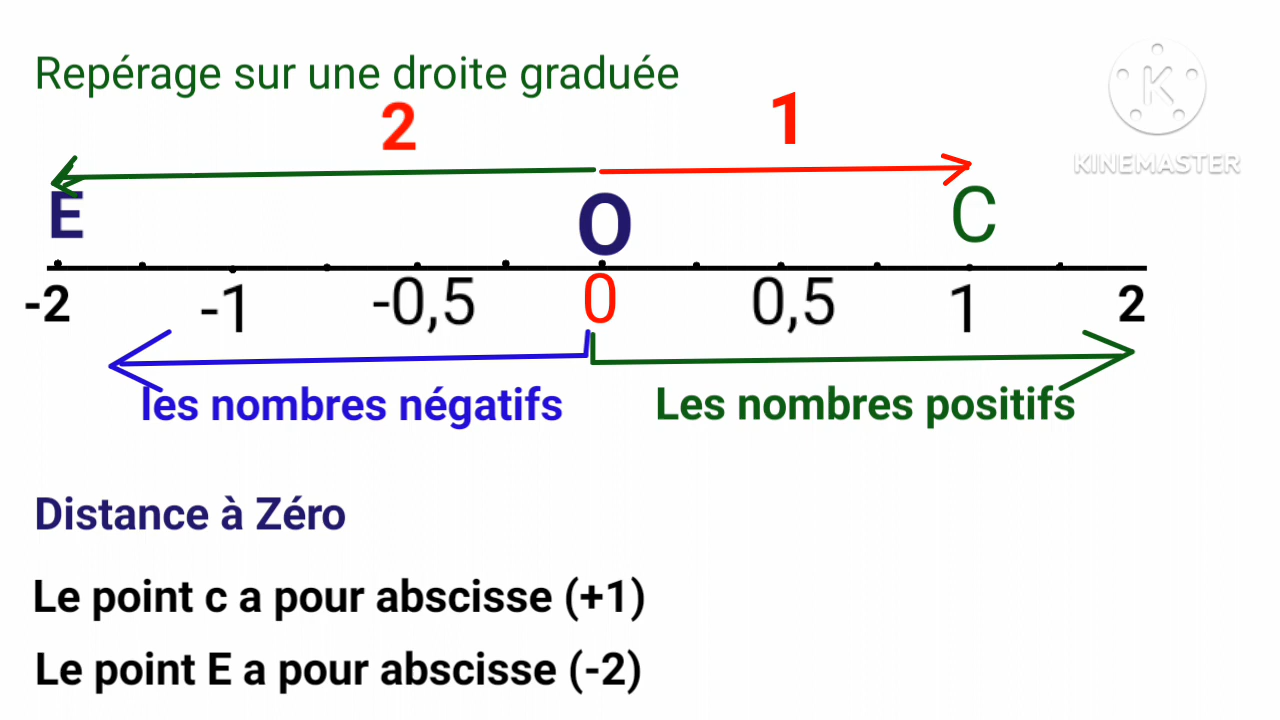 Repérage sur une droite graduée
2 1
K
KINEMASTER
E O C
-2 -1 -0,5 0 0,5 1 2
les nombres négatifs Les nombres positifs
Distance à Zéro
Le point c a pour abscisse (+1)
Le point E a pour abscisse (-2)